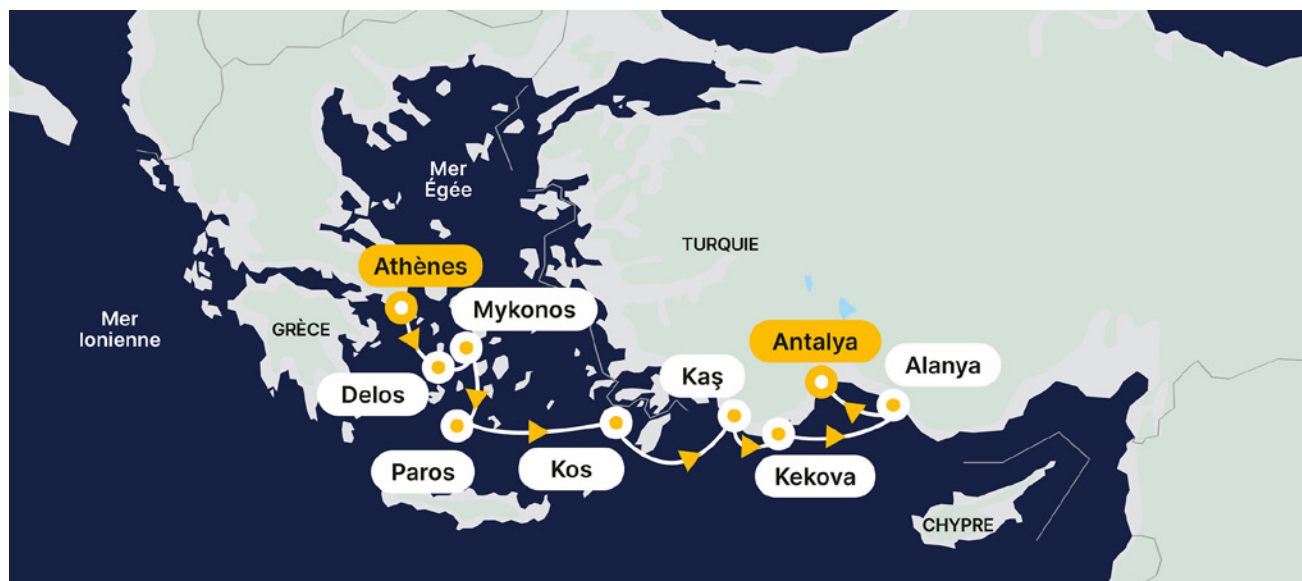 Mer
Égée
Athènes
Mykonos
TURQUIE
Mer
Ionienne
GRÈCE
Antalya
Delos
Kaş
Alanya
Paros
Kos
Kekova
CHYPRE